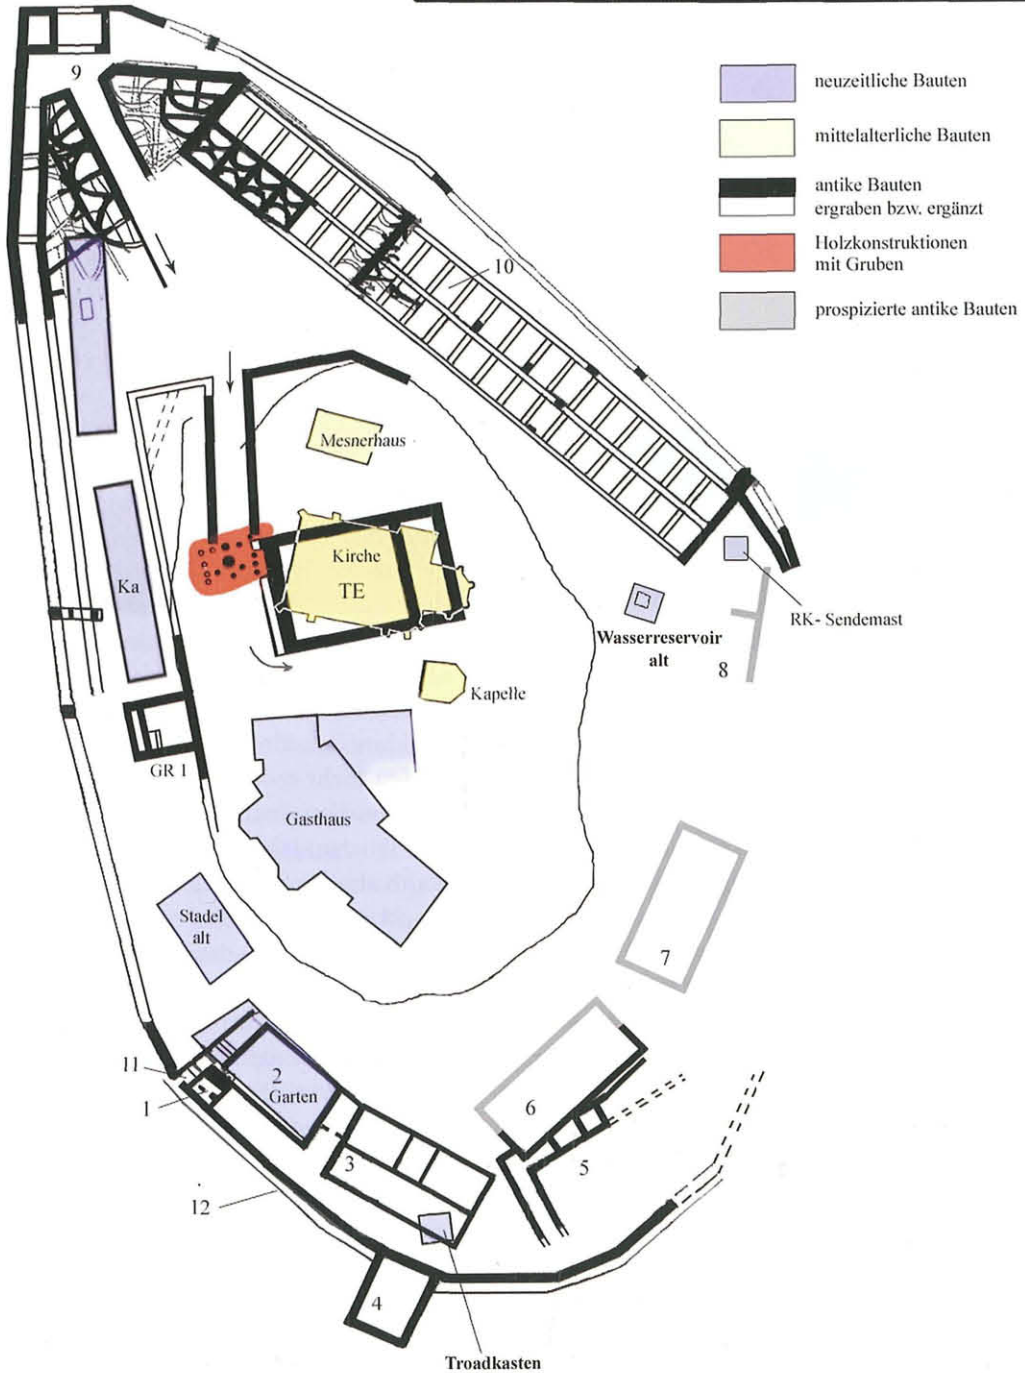 neuzeitliche Bauten
mittelalterliche Bauten
antike Bauten
ergraben bzw. ergänzt
Holzkonstruktionen
mit Gruben
prospizierte antike Bauten
9
10
Mesnerhaus
Kirche
TE
Ka
RK- Sendemast
Wasserreservoir
alt
8
Kapelle
GR 1
Gasthaus
Stadel
alt
7
11
2
Garten
1
6
3
5
12
4
Troadkasten